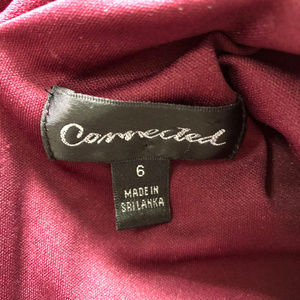 Connected
6
MADE IN
SRI LANKA